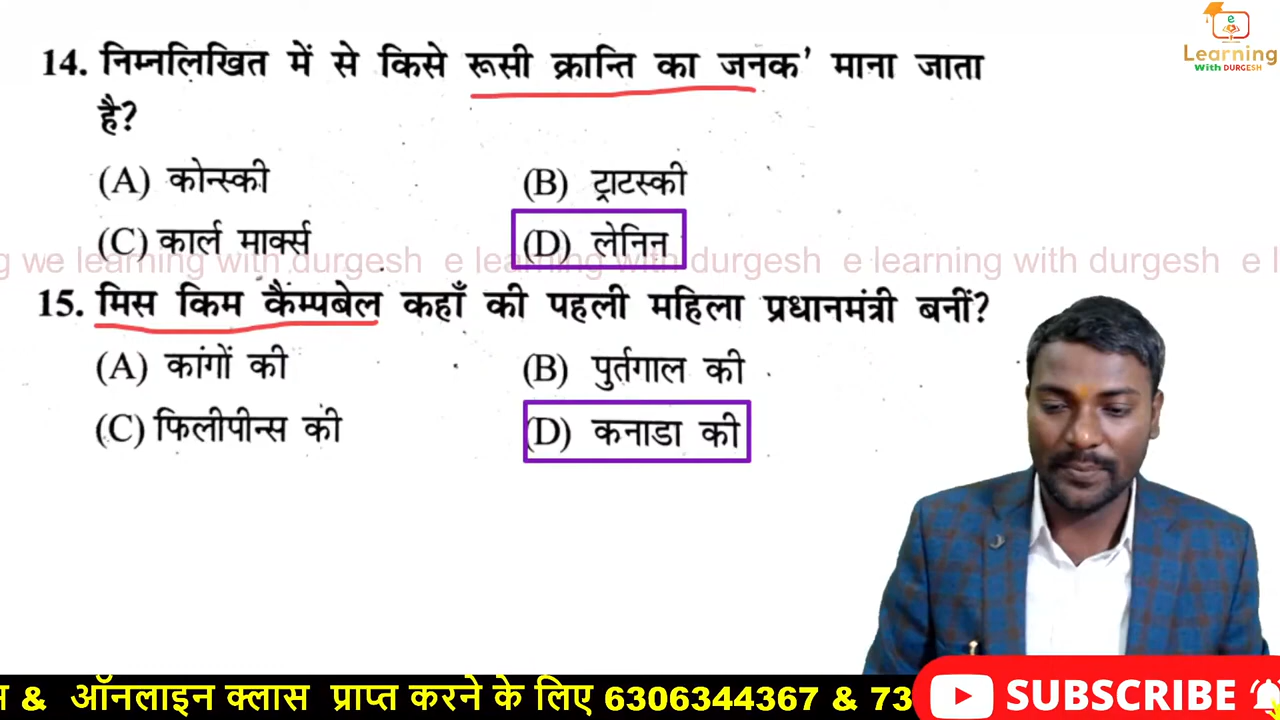 e
Learning
With DURGESH
14. निम्नलिखित में से किसे रूसी क्रान्ति का जनक' माना जाता
है?
(A) कोन्स्की
(B) ट्राटस्की
(C) कार्ल मार्क्स
(D) लेनिन
g we learning with durgesh e learning with durgesh e learning with durgesh e l
15. मिस किम कैम्पबेल कहाँ की पहली महिला प्रधानमंत्री बनीं?
(A) कांगों की
(B) पुर्तगाल की
(C) फिलीपीन्स की
(D) कनाडा की
& ऑनलाइन क्लास प्राप्त करने के लिए 6306344367 & 73
SUBSCRIBE